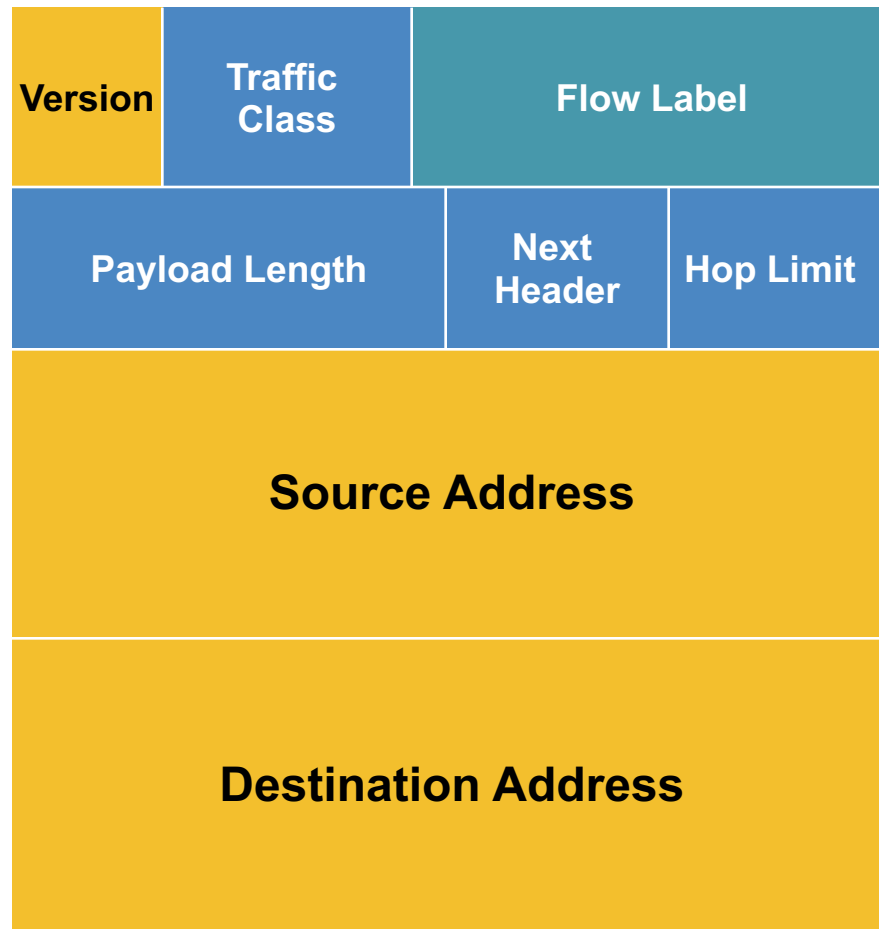 Version
Traffic
Class
Flow Label
Payload Length
Next
Header
Hop Limit
Source Address
Destination Address